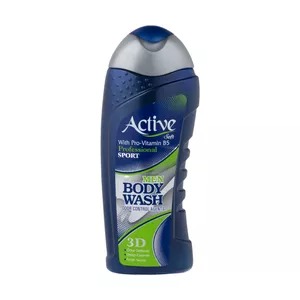 Active
Soft
With Pro-Vitamin B5
Professional
SPORT
MEN
BODY
WASH
3D